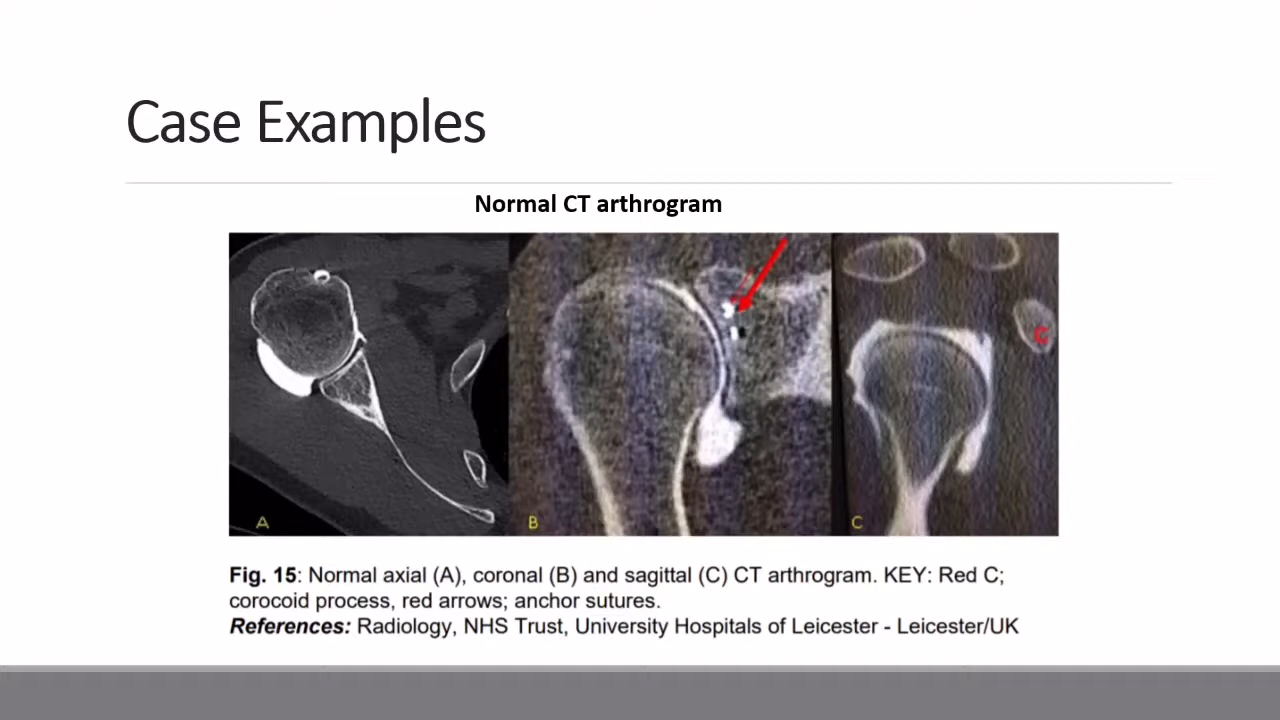 Case Examples
Normal CT arthrogram
C
A
B
C
Fig. 15: Normal axial (A), coronal (B) and sagittal (C) CT arthrogram. KEY: Red C;
corocoid process, red arrows; anchor sutures.
References: Radiology, NHS Trust, University Hospitals of Leicester - Leicester/UK